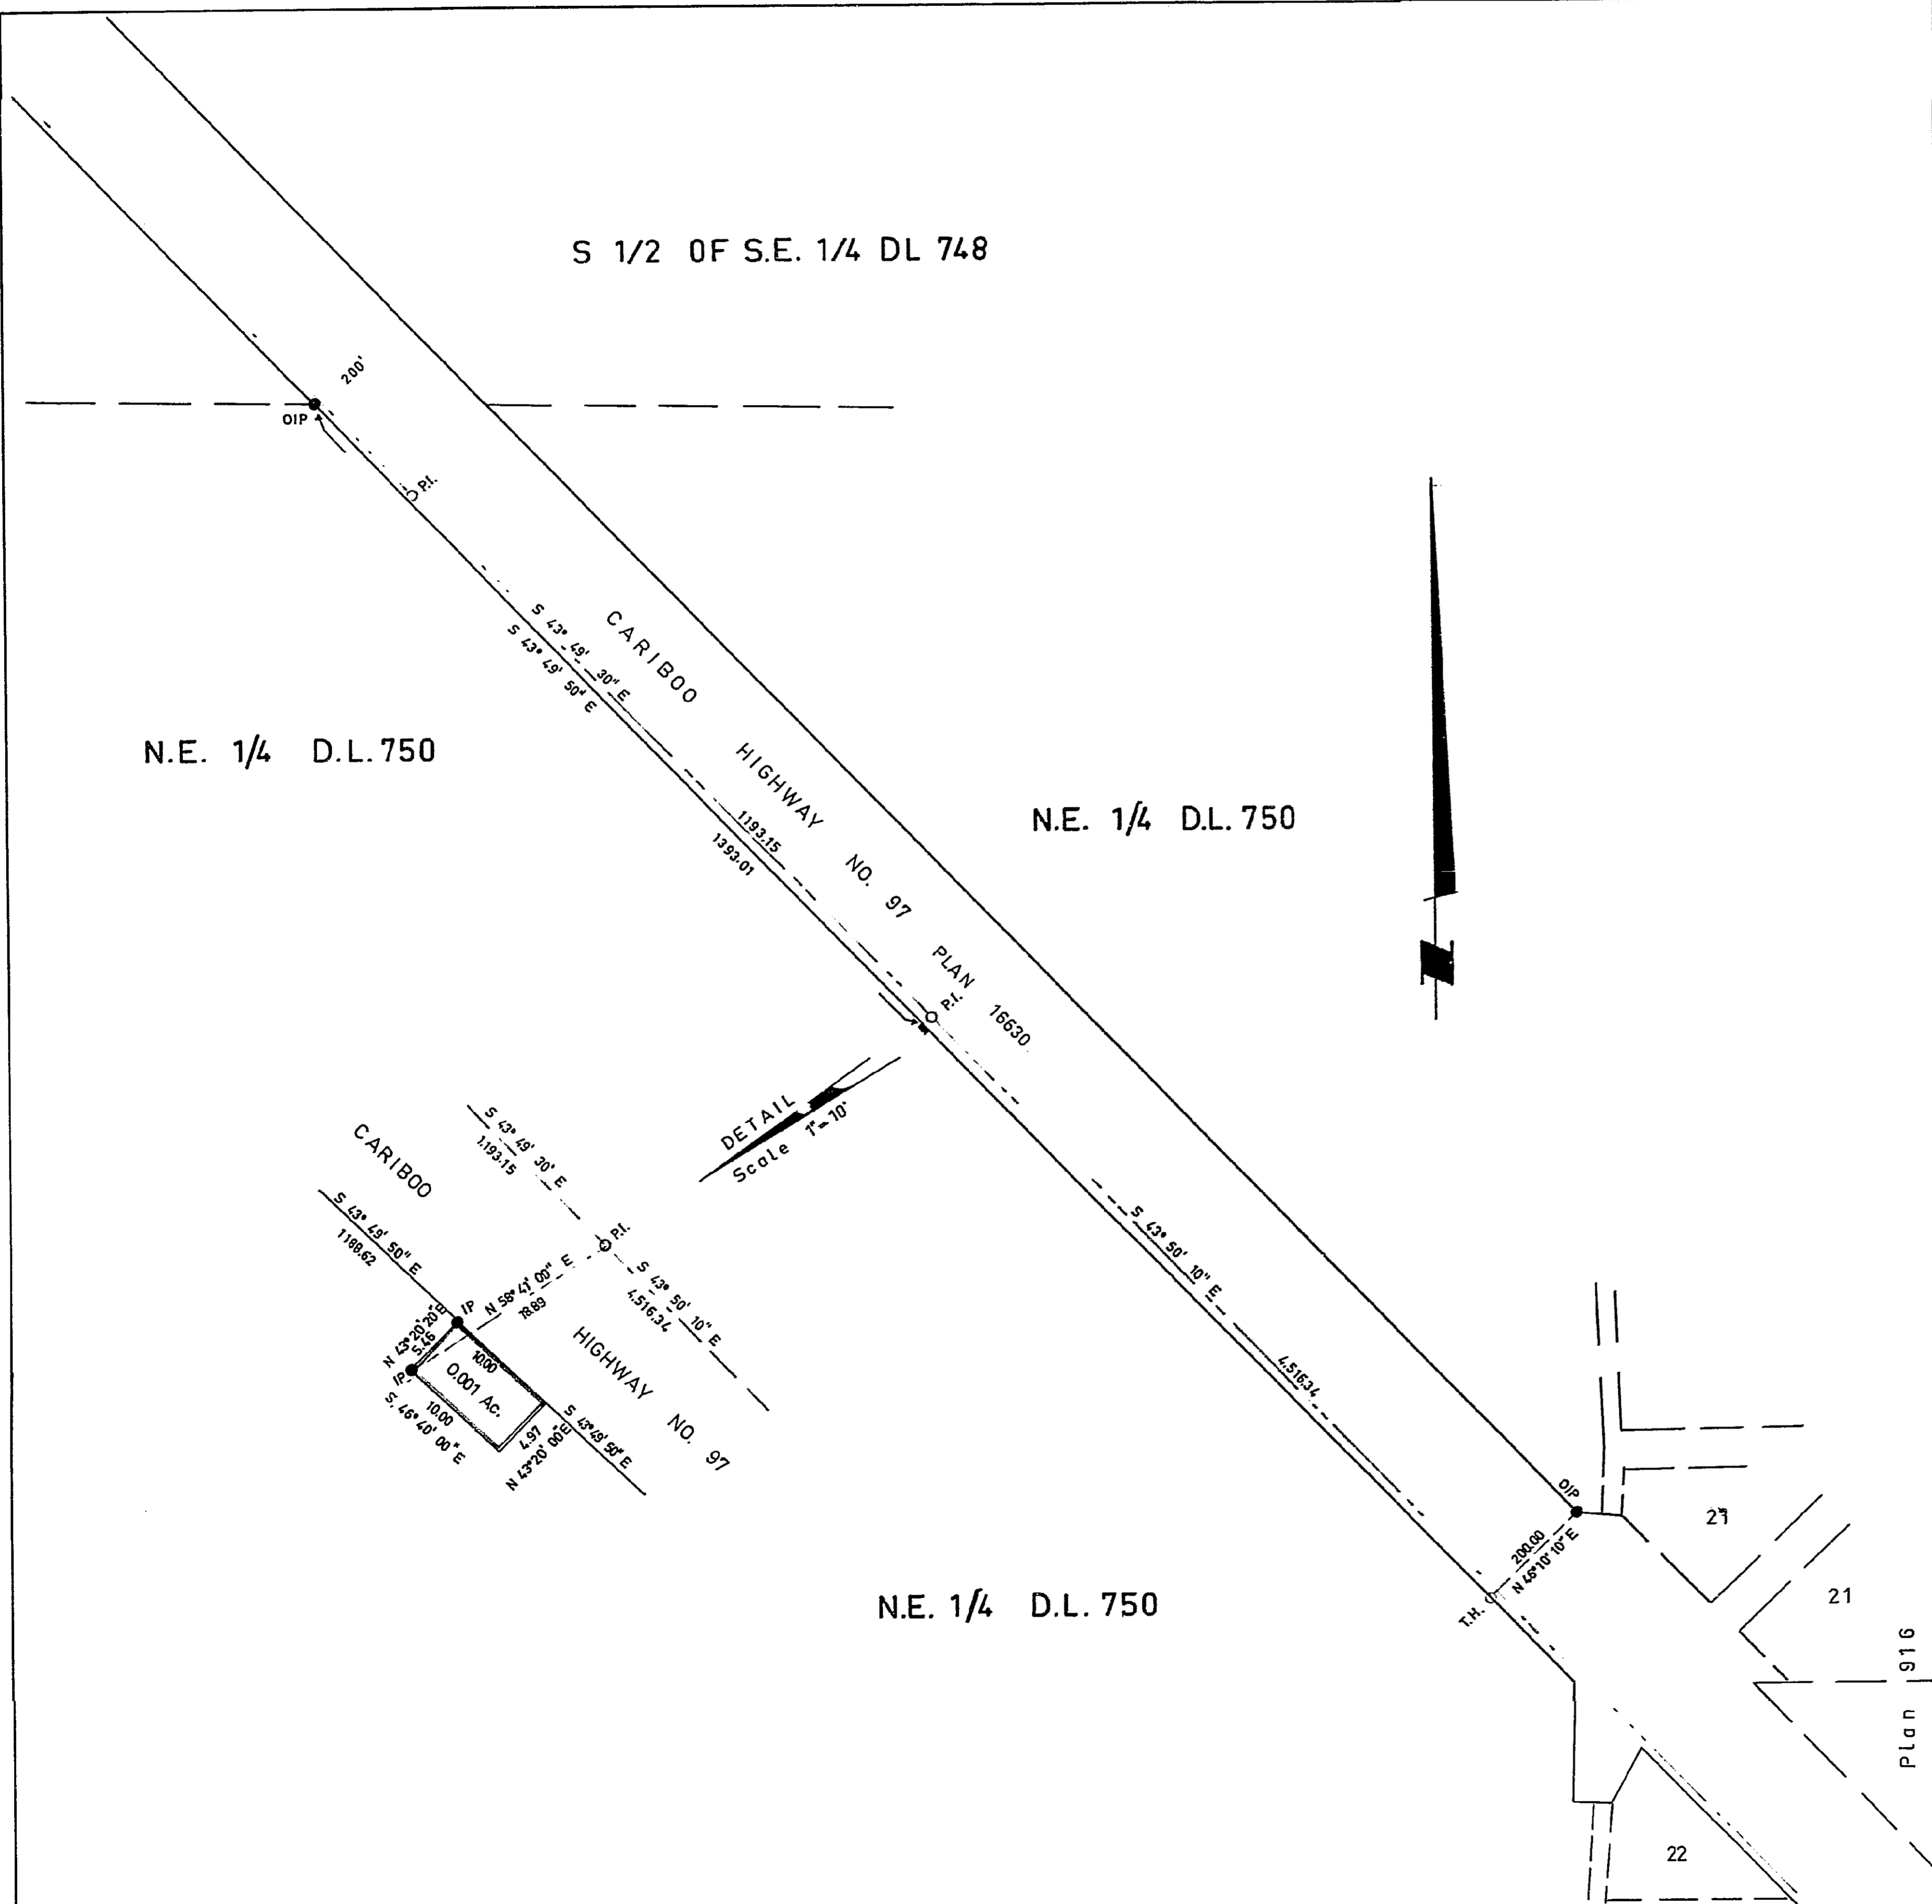 S 1/2 OF S.E. 1/4 DL 748
200'
OIP
P.I.
S 43° 49' 30" E
S 43° 49' 50" E
CARIBOO
HIGHWAY
NO. 97
PLAN 16630
N.E. 1/4 D.L. 750
N.E. 1/4 D.L. 750
1193.15
1393.01
P.I.
DETAIL
Scale 1"= 10'
CARIBOO
S 43° 49' 30" E
1,193.15
S 43° 49' 50" E
1188.62
P.I.
N 58° 41' 00" E
78.89
S 43° 50' 10" E
4,516.34
IP
N 43° 20' 20" E
5.46
IP
10.00
0.001 Ac.
10.00
S. 46° 40' 00" E
4.97
N 43° 20' 00" E
S 43° 49' 50" E
HIGHWAY
NO. 97
S 43° 50' 10" E
4,516.34
OIP
200.00
N 46° 10' 10" E
T.H.
N.E. 1/4 D.L. 750
21
Plan 916
22